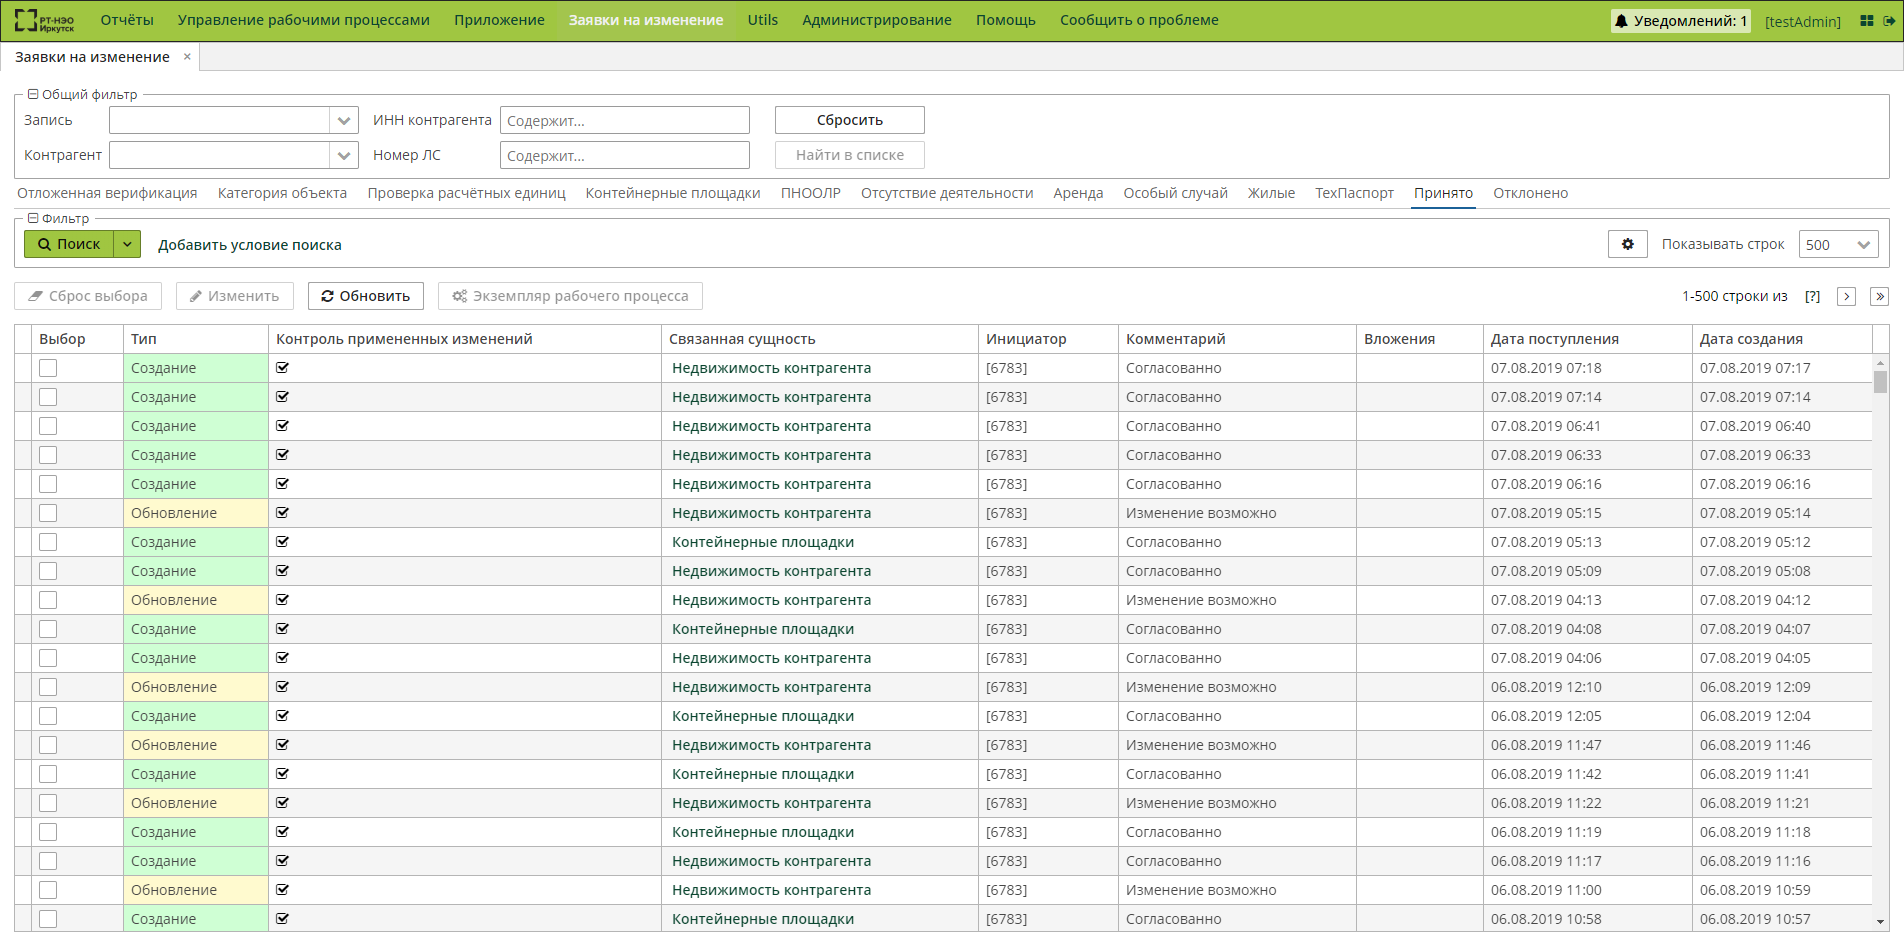 РТ-НЭО
Иркутск
Отчёты Управление рабочими процессами Приложение Заявки на изменение Utils Администрирование Помощь Сообщить о проблеме Уведомлений: 1 [testAdmin]
Заявки на изменение ×
Общий фильтр
Запись ИНН контрагента Содержит... Сбросить
Контрагент Номер ЛС Содержит... Найти в списке
Отложенная верификация Категория объекта Проверка расчётных единиц Контейнерные площадки ПНООЛР Отсутствие деятельности Аренда Особый случай Жилые ТехПаспорт Принято Отклонено
Фильтр
Поиск Добавить условие поиска Показывать строк 500
Сброс выбора Изменить Обновить Экземпляр рабочего процесса 1-500 строки из [?]
Выбор Тип Контроль примененных изменений Связанная сущность Инициатор Комментарий Вложения Дата поступления Дата создания
Создание Недвижимость контрагента [6783] Согласованно 07.08.2019 07:18 07.08.2019 07:17
Создание Недвижимость контрагента [6783] Согласованно 07.08.2019 07:14 07.08.2019 07:14
Создание Недвижимость контрагента [6783] Согласованно 07.08.2019 06:41 07.08.2019 06:40
Создание Недвижимость контрагента [6783] Согласованно 07.08.2019 06:33 07.08.2019 06:33
Создание Недвижимость контрагента [6783] Согласованно 07.08.2019 06:16 07.08.2019 06:16
Обновление Недвижимость контрагента [6783] Изменение возможно 07.08.2019 05:15 07.08.2019 05:14
Создание Контейнерные площадки [6783] Согласованно 07.08.2019 05:13 07.08.2019 05:12
Создание Недвижимость контрагента [6783] Согласованно 07.08.2019 05:09 07.08.2019 05:08
Обновление Недвижимость контрагента [6783] Изменение возможно 07.08.2019 04:13 07.08.2019 04:12
Создание Контейнерные площадки [6783] Согласованно 07.08.2019 04:08 07.08.2019 04:07
Создание Недвижимость контрагента [6783] Согласованно 07.08.2019 04:06 07.08.2019 04:05
Обновление Недвижимость контрагента [6783] Изменение возможно 06.08.2019 12:10 06.08.2019 12:09
Создание Контейнерные площадки [6783] Согласованно 06.08.2019 12:05 06.08.2019 12:04
Обновление Недвижимость контрагента [6783] Изменение возможно 06.08.2019 11:47 06.08.2019 11:46
Создание Контейнерные площадки [6783] Согласованно 06.08.2019 11:42 06.08.2019 11:41
Обновление Недвижимость контрагента [6783] Изменение возможно 06.08.2019 11:22 06.08.2019 11:21
Создание Контейнерные площадки [6783] Согласованно 06.08.2019 11:19 06.08.2019 11:18
Создание Недвижимость контрагента [6783] Согласованно 06.08.2019 11:17 06.08.2019 11:16
Обновление Недвижимость контрагента [6783] Изменение возможно 06.08.2019 11:00 06.08.2019 10:59
Создание Контейнерные площадки [6783] Согласованно 06.08.2019 10:58 06.08.2019 10:57